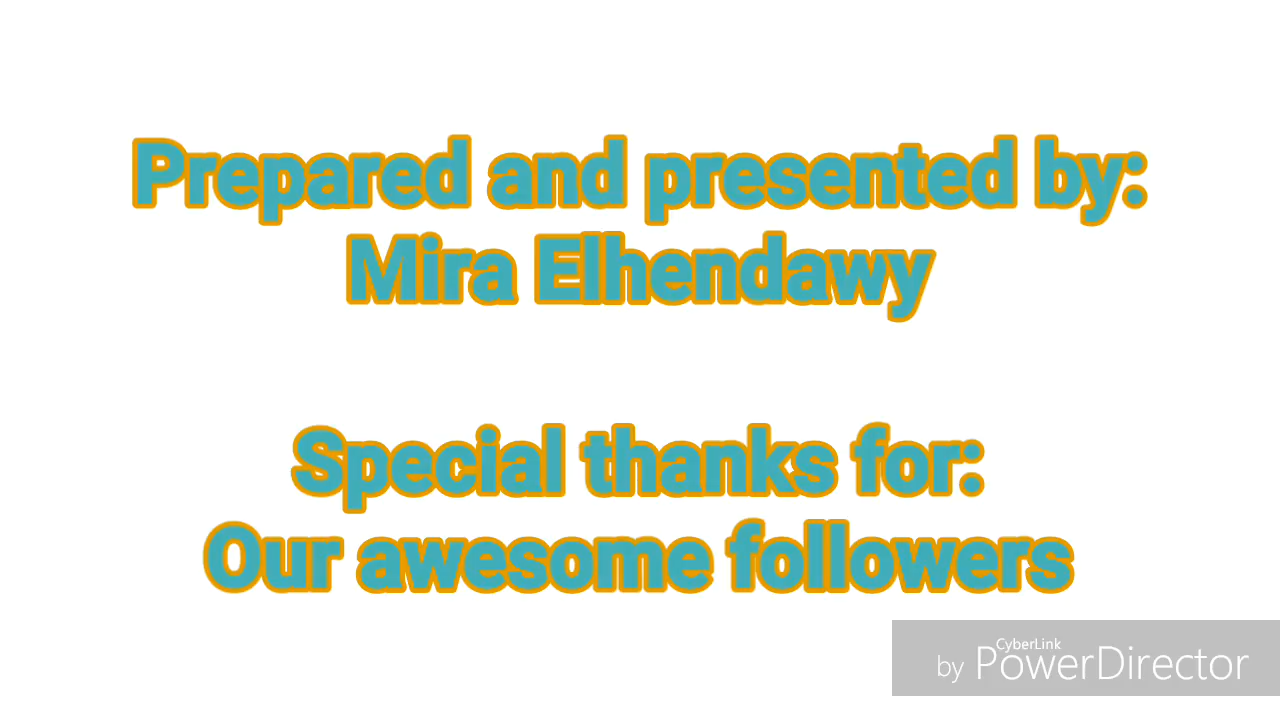 Prepared and presented by:
Mira Elhendawy
Special thanks for:
Our awesome followers
CyberLink
by PowerDirector